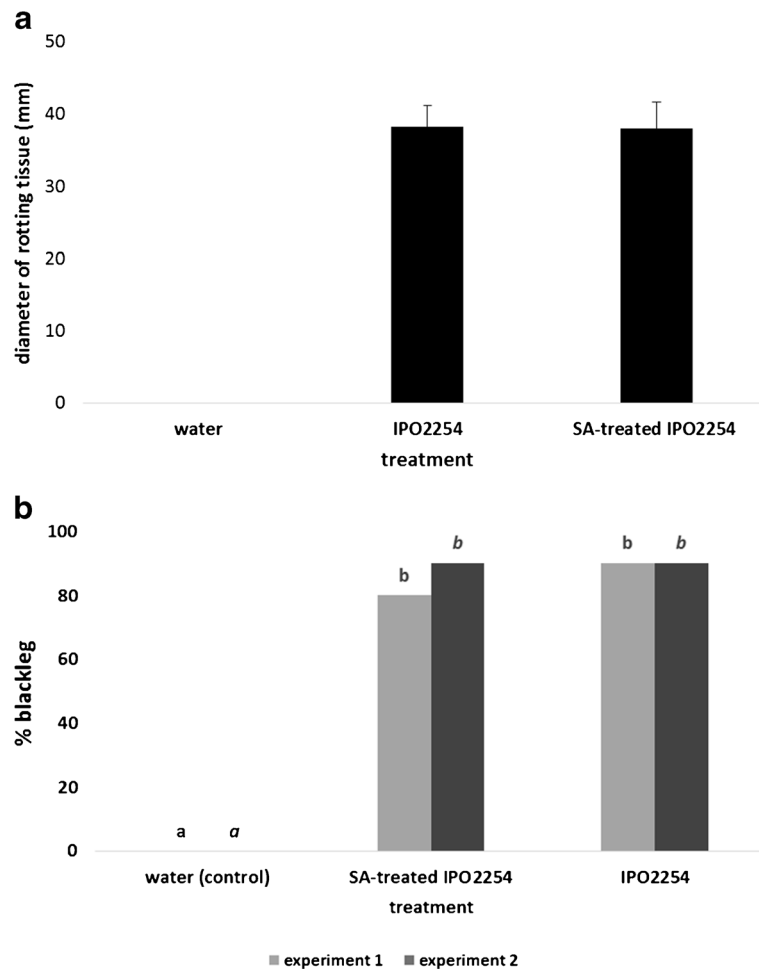 a
50
40
30
20
10
0
diameter of rotting tissue (mm)
water IPO2254 SA-treated IPO2254
treatment
b
100
80
60
40
20
0
% blackleg
a a b b b b
water (control) SA-treated IPO2254 IPO2254
treatment
experiment 1 experiment 2